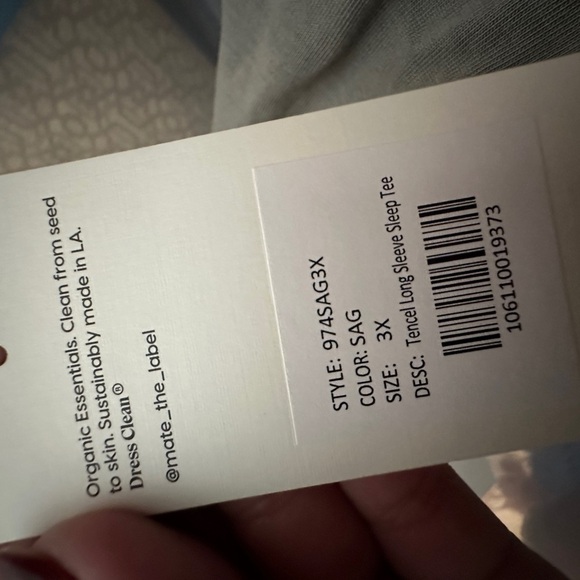 Organic Essentials. Clean from seed
to skin. Sustainably made in LA.
Dress Clean®
@mate_the_label
STYLE: 974SAG3X
COLOR: SAG
SIZE: 3X
DESC: Tencel Long Sleeve Sleep Tee
106110019373